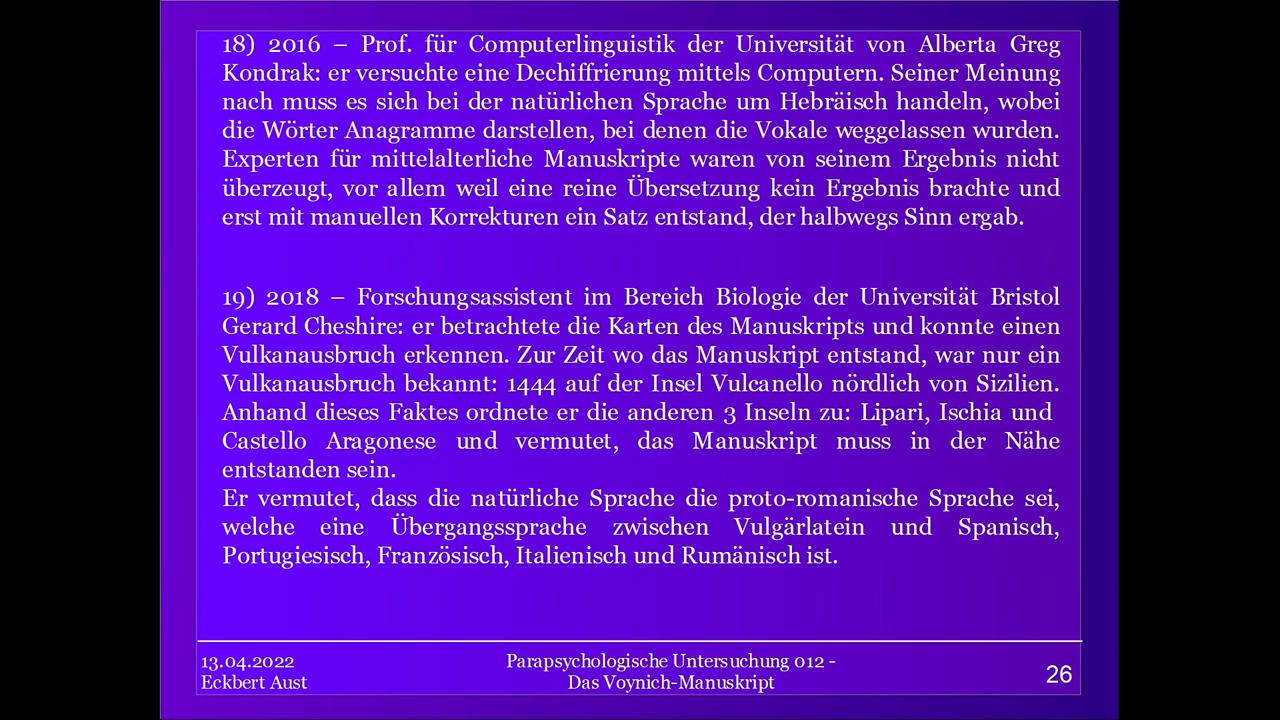 18) 2016 – Prof. für Computerlinguistik der Universität von Alberta Greg
Kondrak: er versuchte eine Dechiffrierung mittels Computern. Seiner Meinung
nach muss es sich bei der natürlichen Sprache um Hebräisch handeln, wobei
die Wörter Anagramme darstellen, bei denen die Vokale weggelassen wurden.
Experten für mittelalterliche Manuskripte waren von seinem Ergebnis nicht
überzeugt, vor allem weil eine reine Übersetzung kein Ergebnis brachte und
erst mit manuellen Korrekturen ein Satz entstand, der halbwegs Sinn ergab.
19) 2018 – Forschungsassistent im Bereich Biologie der Universität Bristol
Gerard Cheshire: er betrachtete die Karten des Manuskripts und konnte einen
Vulkanausbruch erkennen. Zur Zeit wo das Manuskript entstand, war nur ein
Vulkanausbruch bekannt: 1444 auf der Insel Vulcanello nördlich von Sizilien.
Anhand dieses Faktes ordnete er die anderen 3 Inseln zu: Lipari, Ischia und
Castello Aragonese und vermutet, das Manuskript muss in der Nähe
entstanden sein.
Er vermutet, dass die natürliche Sprache die proto-romanische Sprache sei,
welche eine Übergangssprache zwischen Vulgärlatein und Spanisch,
Portugiesisch, Französisch, Italienisch und Rumänisch ist.
13.04.2022
Eckbert Aust
Parapsychologische Untersuchung 012 -
Das Voynich-Manuskript
26